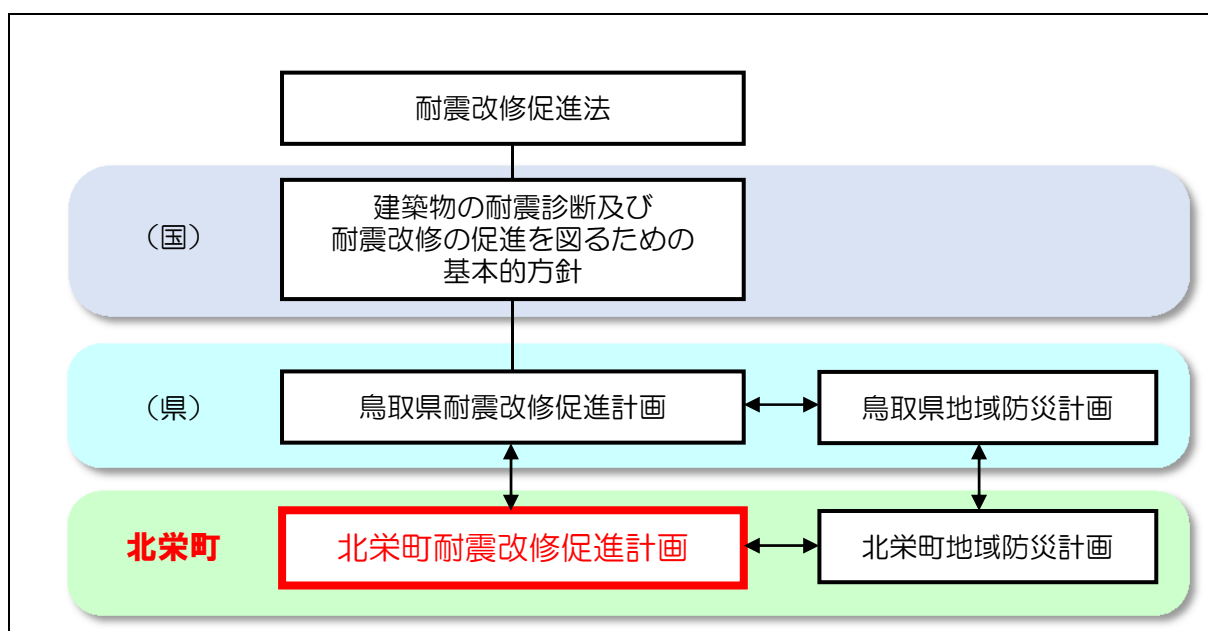 耐震改修促進法
（国）
建築物の耐震診断及び
耐震改修の促進を図るための
基本的方針
（県）
鳥取県耐震改修促進計画
鳥取県地域防災計画
北栄町
北栄町耐震改修促進計画
北栄町地域防災計画